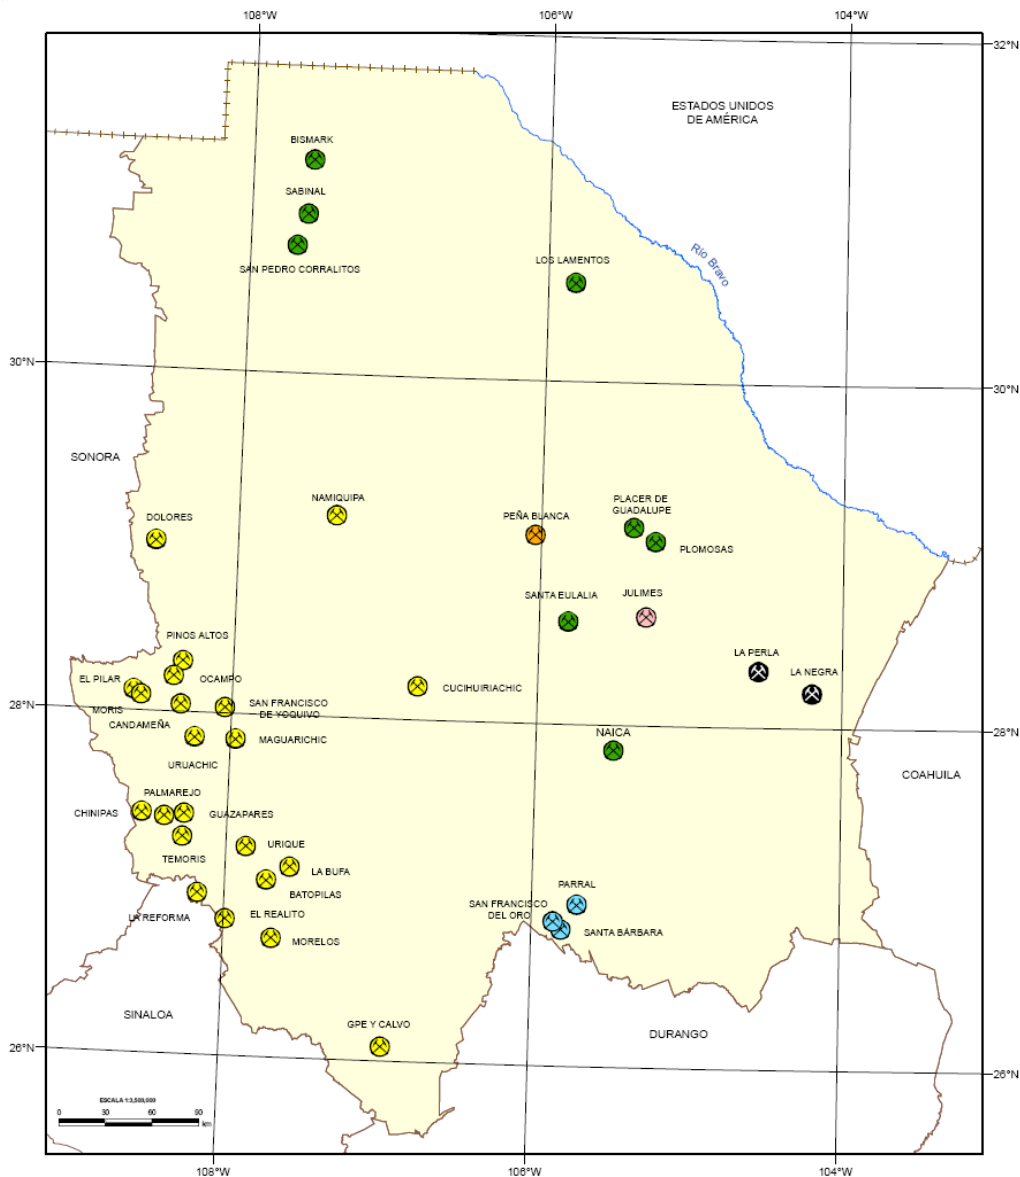 108°W
106°W
104°W
32°N
ESTADOS UNIDOS
DE AMÉRICA
BISMARK
SABINAL
SAN PEDRO CORRALITOS
LOS LAMENTOS
Río Bravo
30°N
30°N
SONORA
NAMIQUIPA
DOLORES
PEÑA BLANCA
PLACER DE
GUADALUPE
PLOMOSAS
SANTA EULALIA
JULIMES
PINOS ALTOS
LA PERLA
LA NEGRA
EL PILAR
OCAMPO
CUCIHUIRIACHIC
28°N
MORIS
SAN FRANCISCO
DE YOQUIVO
CANDAMEÑA
MAGUARICHIC
28°N
NAICA
URUACHIC
COAHUILA
PALMAREJO
CHINIPAS
GUAZAPARES
URIQUE
TEMORIS
LA BUFA
BATOPILAS
PARRAL
SAN FRANCISCO
DEL ORO
SANTA BÁRBARA
LA REFORMA
EL REALITO
MORELOS
SINALOA
GPE Y CALVO
DURANGO
26°N
26°N
ESCALA 1:3,500,000
0 30 60 90
km
108°W
106°W
104°W